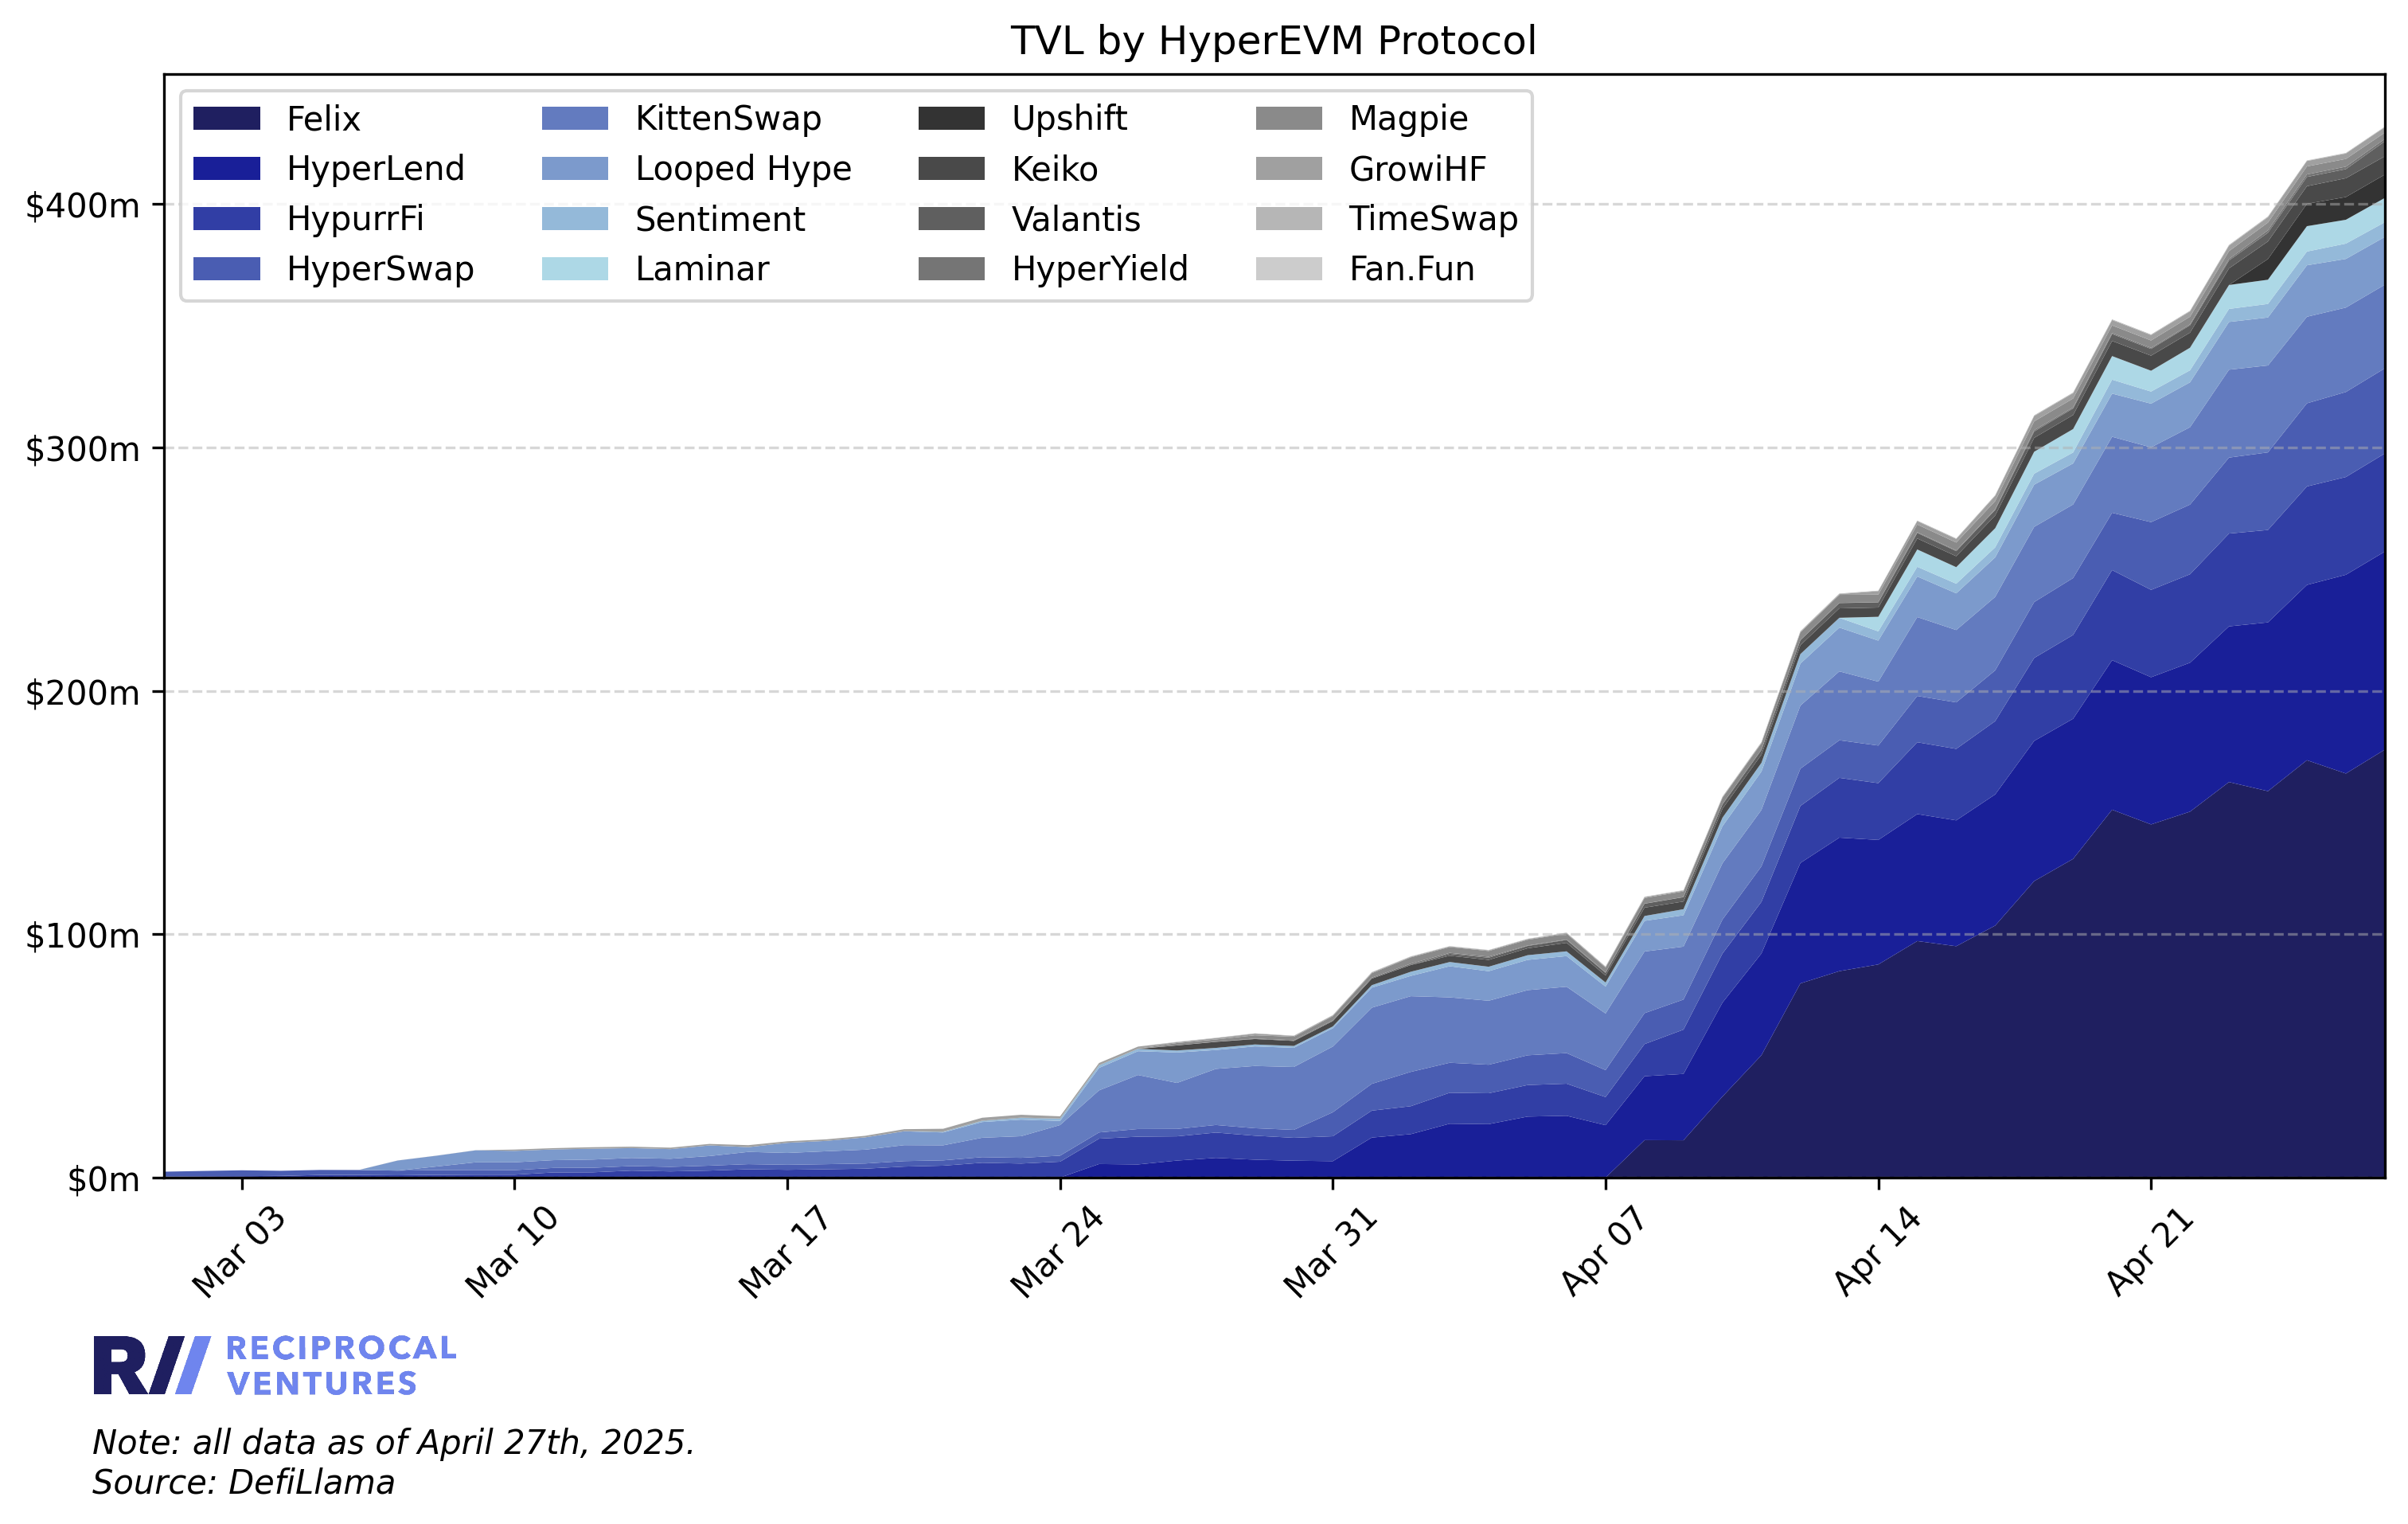 TVL by HyperEVM Protocol
Felix
HyperLend
HypurrFi
HyperSwap
KittenSwap
Looped Hype
Sentiment
Laminar
Upshift
Keiko
Valantis
HyperYield
Magpie
GrowiHF
TimeSwap
Fan.Fun
$400m
$300m
$200m
$100m
$0m
Mar 03
Mar 10
Mar 17
Mar 24
Mar 31
Apr 07
Apr 14
Apr 21
R// RECIPROCAL
VENTURES
Note: all data as of April 27th, 2025.
Source: DefiLlama